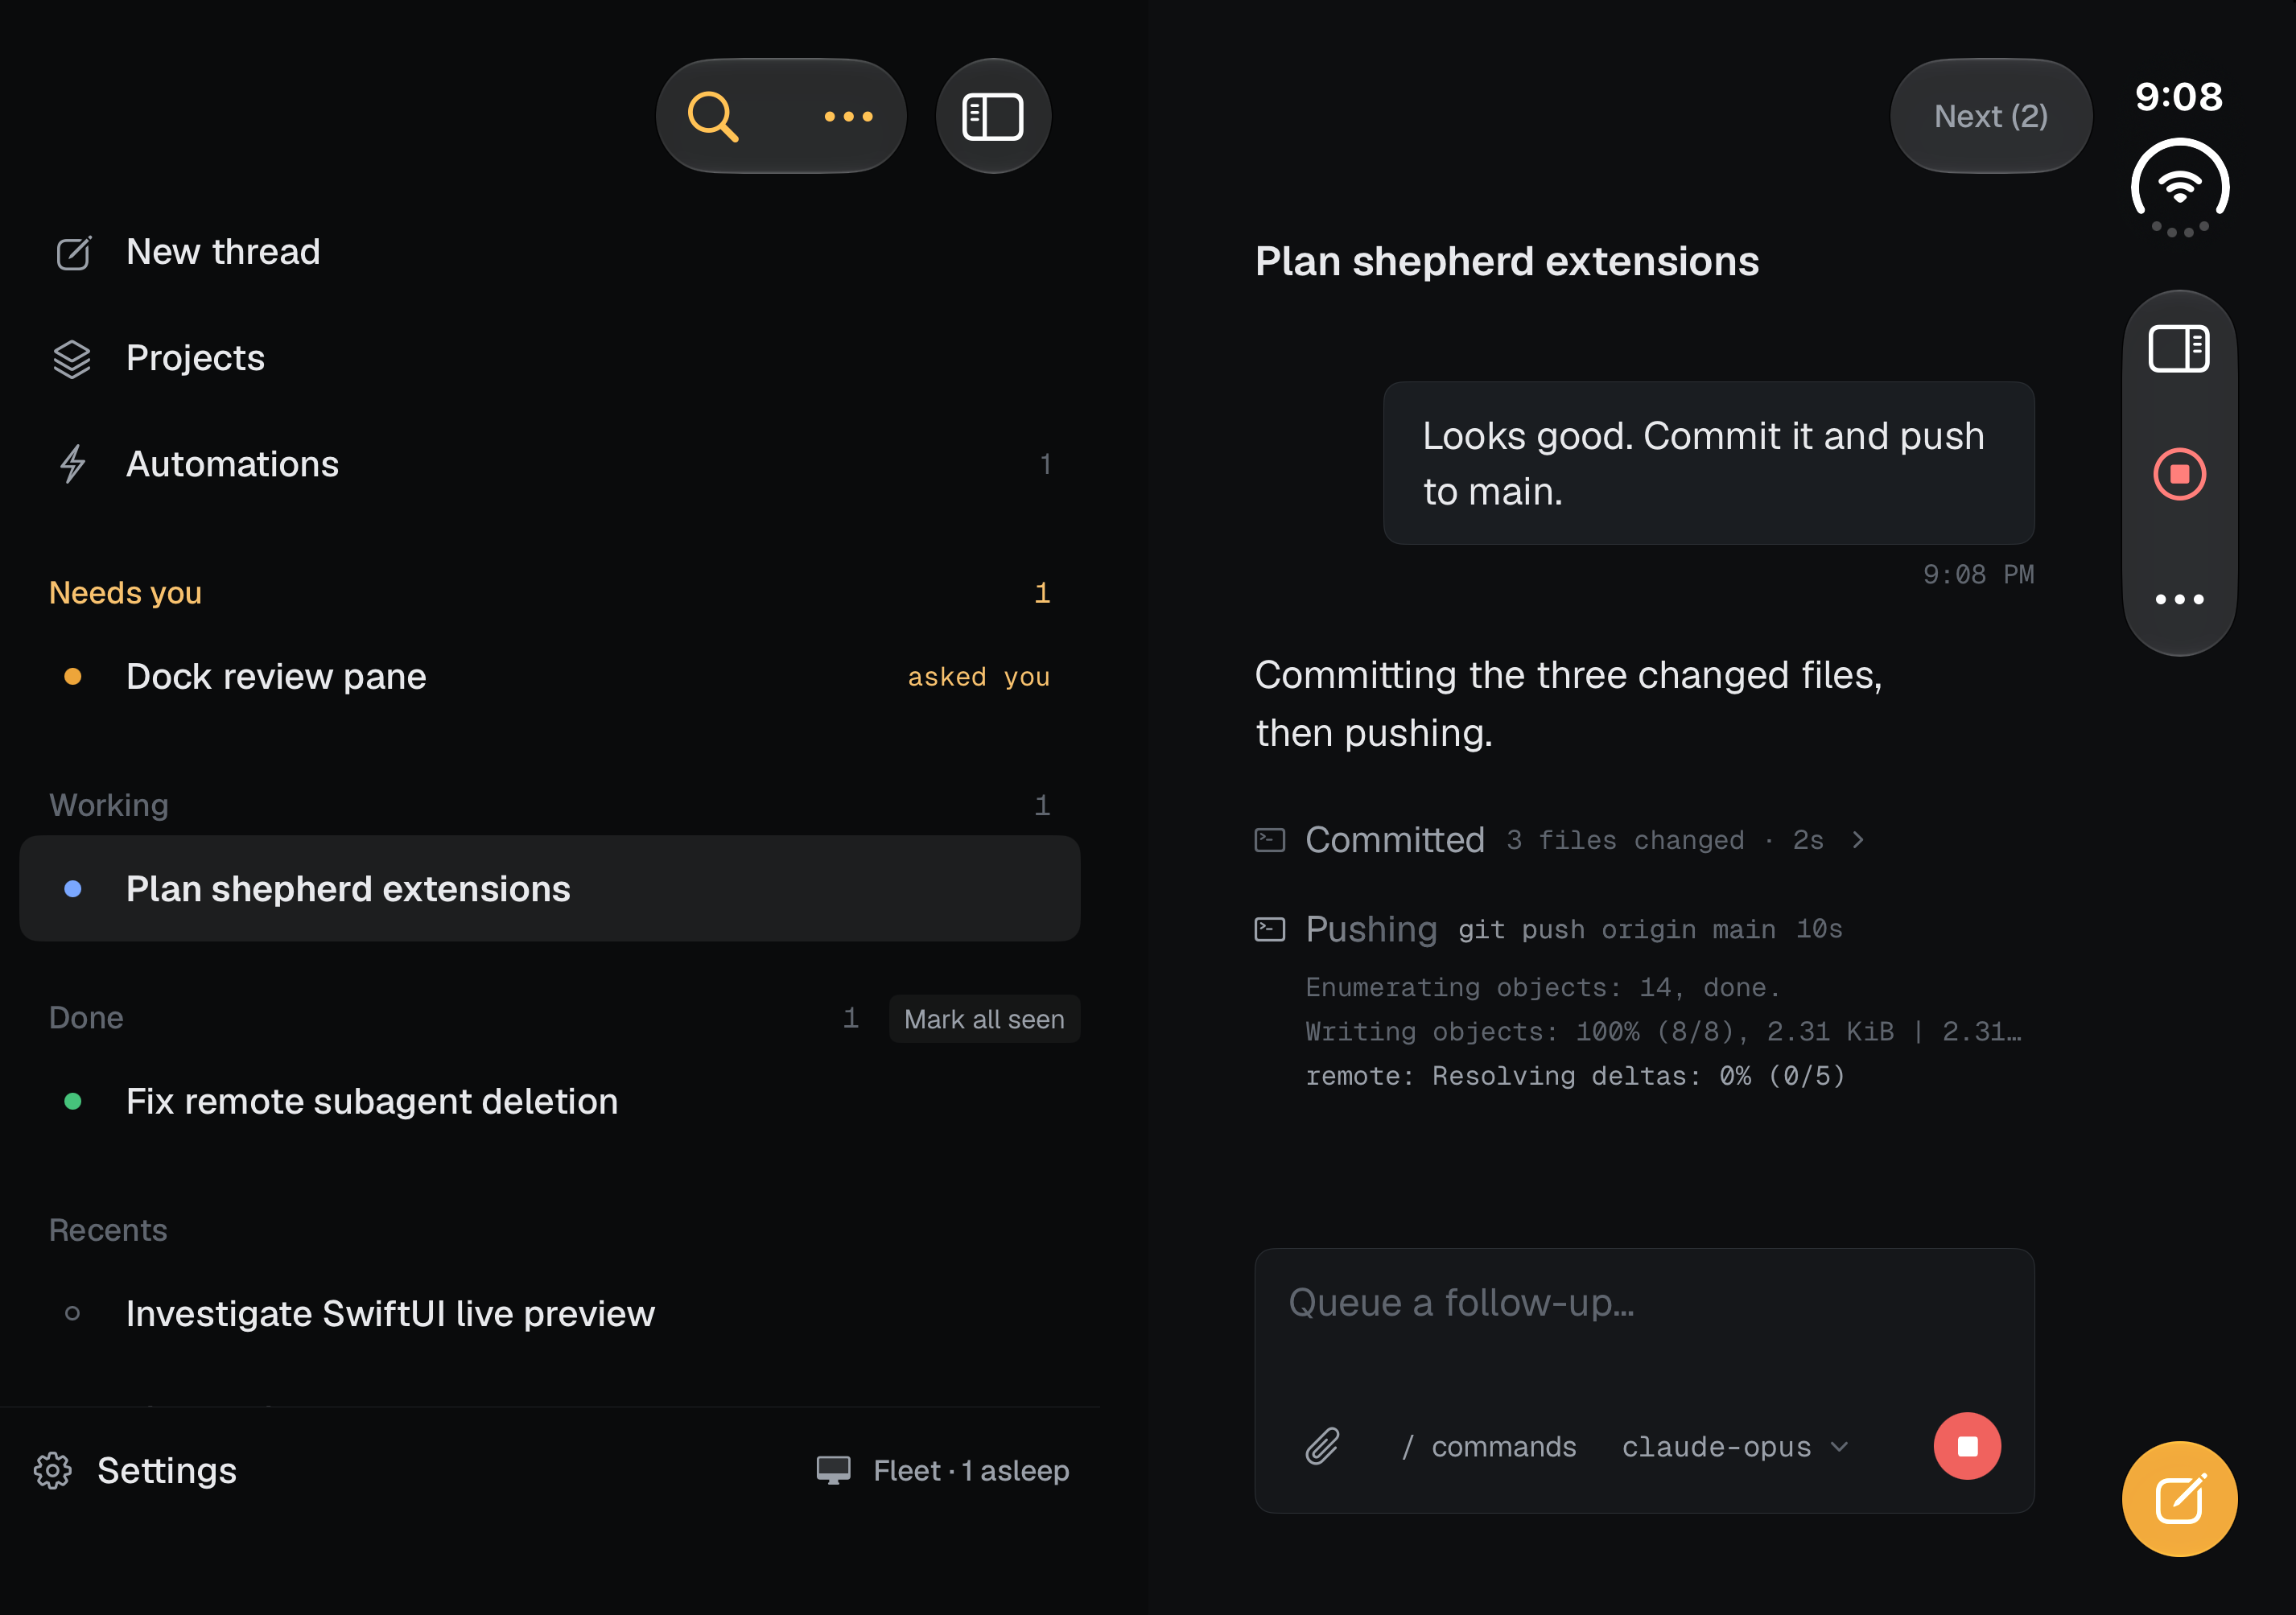 New thread
Projects
Automations 1
Needs you 1
Dock review pane asked you
Working 1
Plan shepherd extensions
Done 1 Mark all seen
Fix remote subagent deletion
Recents
Investigate SwiftUI live preview
Settings Fleet · 1 asleep
Next (2)
9:08
Plan shepherd extensions
Looks good. Commit it and push
to main.
9:08 PM
Committing the three changed files,
then pushing.
Committed 3 files changed · 2s
Pushing git push origin main 10s
Enumerating objects: 14, done.
Writing objects: 100% (8/8), 2.31 KiB | 2.31…
remote: Resolving deltas: 0% (0/5)
Queue a follow-up…
/ commands claude-opus